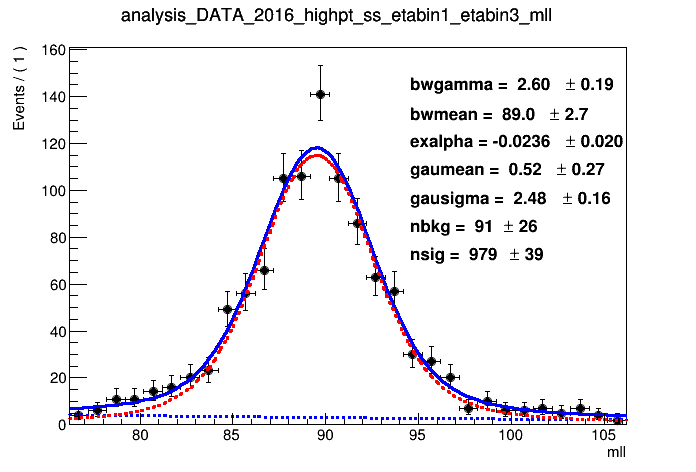 analysis_DATA_2016_highpt_ss_etabin1_etabin3_mll
Events / ( 1 )
160
140
120
100
80
60
40
20
0
bwgamma = 2.60 ± 0.19
bwmean = 89.0 ± 2.7
exalpha = -0.0236 ± 0.020
gaumean = 0.52 ± 0.27
gausigma = 2.48 ± 0.16
nbkg = 91 ± 26
nsig = 979 ± 39
80 85 90 95 100 105
mll